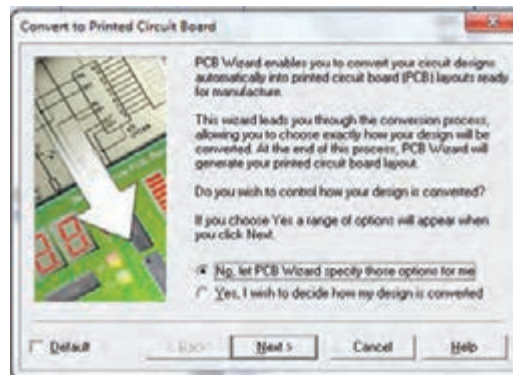 Convert to Printed Circuit Board
PCB Wizard enables you to convert your circuit designs
automatically into printed circuit board (PCB) layouts ready
for manufacture.
This wizard leads you through the conversion process,
allowing you to choose exactly how your design will be
converted. At the end of this process, PCB Wizard will
generate your printed circuit board layout.
Do you wish to control how your design is converted?
If you choose Yes a range of options will appear when
you click Next.
No, let PCB Wizard specify those options for me
Yes, I wish to decide how my design is converted
Default
< Back
Next >
Cancel
Help